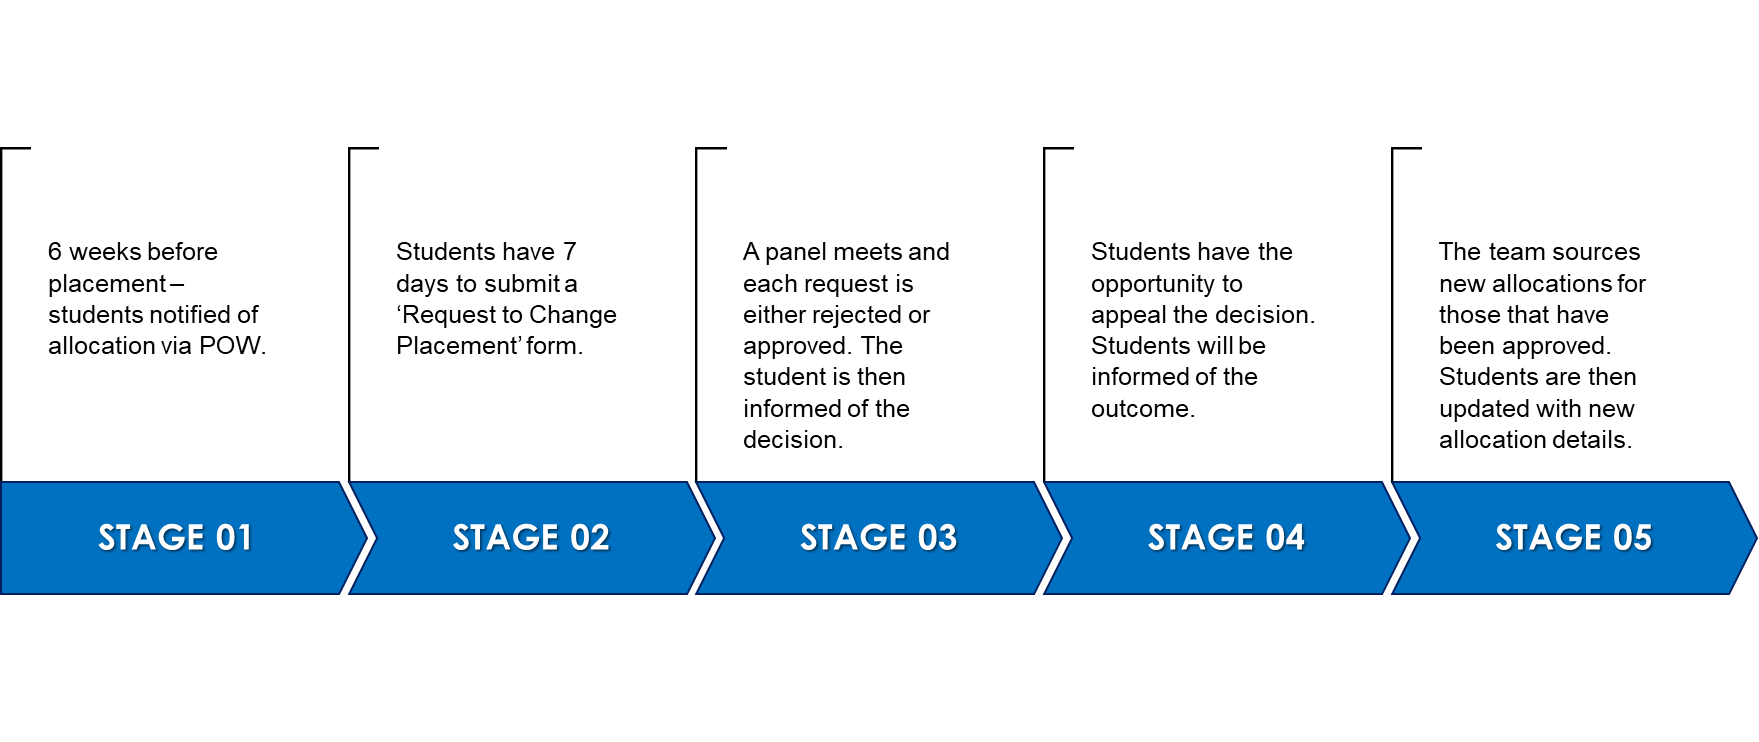 6 weeks before
placement –
students notified of
allocation via POW.
Students have 7
days to submit a
‘Request to Change
Placement’ form.
A panel meets and
each request is
either rejected or
approved. The
student is then
informed of the
decision.
Students have the
opportunity to
appeal the decision.
Students will be
informed of the
outcome.
The team sources
new allocations for
those that have
been approved.
Students are then
updated with new
allocation details.
STAGE 01
STAGE 02
STAGE 03
STAGE 04
STAGE 05